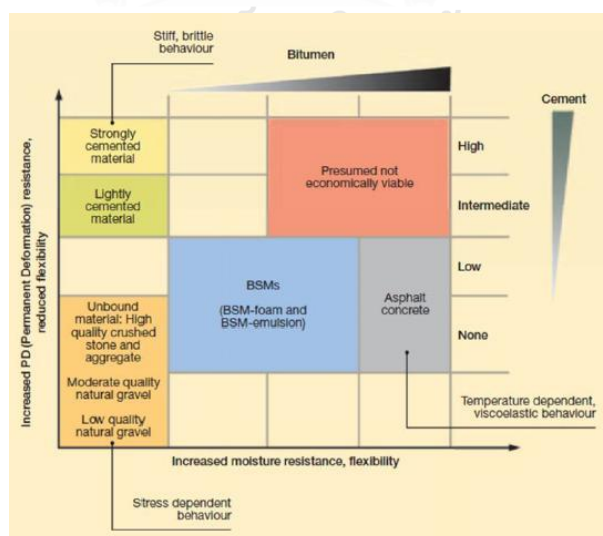 Stiff, brittle
behaviour
Bitumen
Cement
Strongly
cemented
material
High
Presumed not
economically viable
Lightly
cemented
material
Intermediate
Low
BSMs
(BSM-foam and
BSM-emulsion)
Asphalt
concrete
Unbound
material: High
quality crushed
stone and
aggregate
None
Moderate quality
natural gravel
Low quality
natural gravel
Increased PD (Permanent Deformation) resistance,
reduced flexibility
Temperature dependent,
viscoelastic behaviour
Increased moisture resistance, flexibility
Stress dependent
behaviour